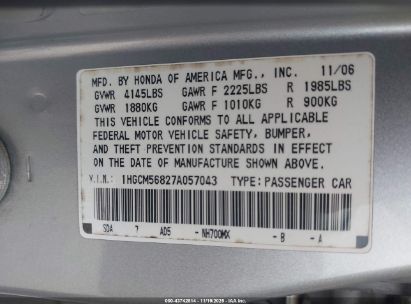 MFD. BY HONDA OF AMERICA MFG., INC. 11/06
GVWR 4145LBS GAWR F 2225LBS R 1985LBS
GVWR 1880KG GAWR F 1010KG R 900KG
THIS VEHICLE CONFORMS TO ALL APPLICABLE
FEDERAL MOTOR VEHICLE SAFETY, BUMPER,
AND THEFT PREVENTION STANDARDS IN EFFECT
ON THE DATE OF MANUFACTURE SHOWN ABOVE.
V.I.N.: 1HGCM56827A057043 TYPE: PASSENGER CAR
SDA 7 AD5 - NH700MX - B - A